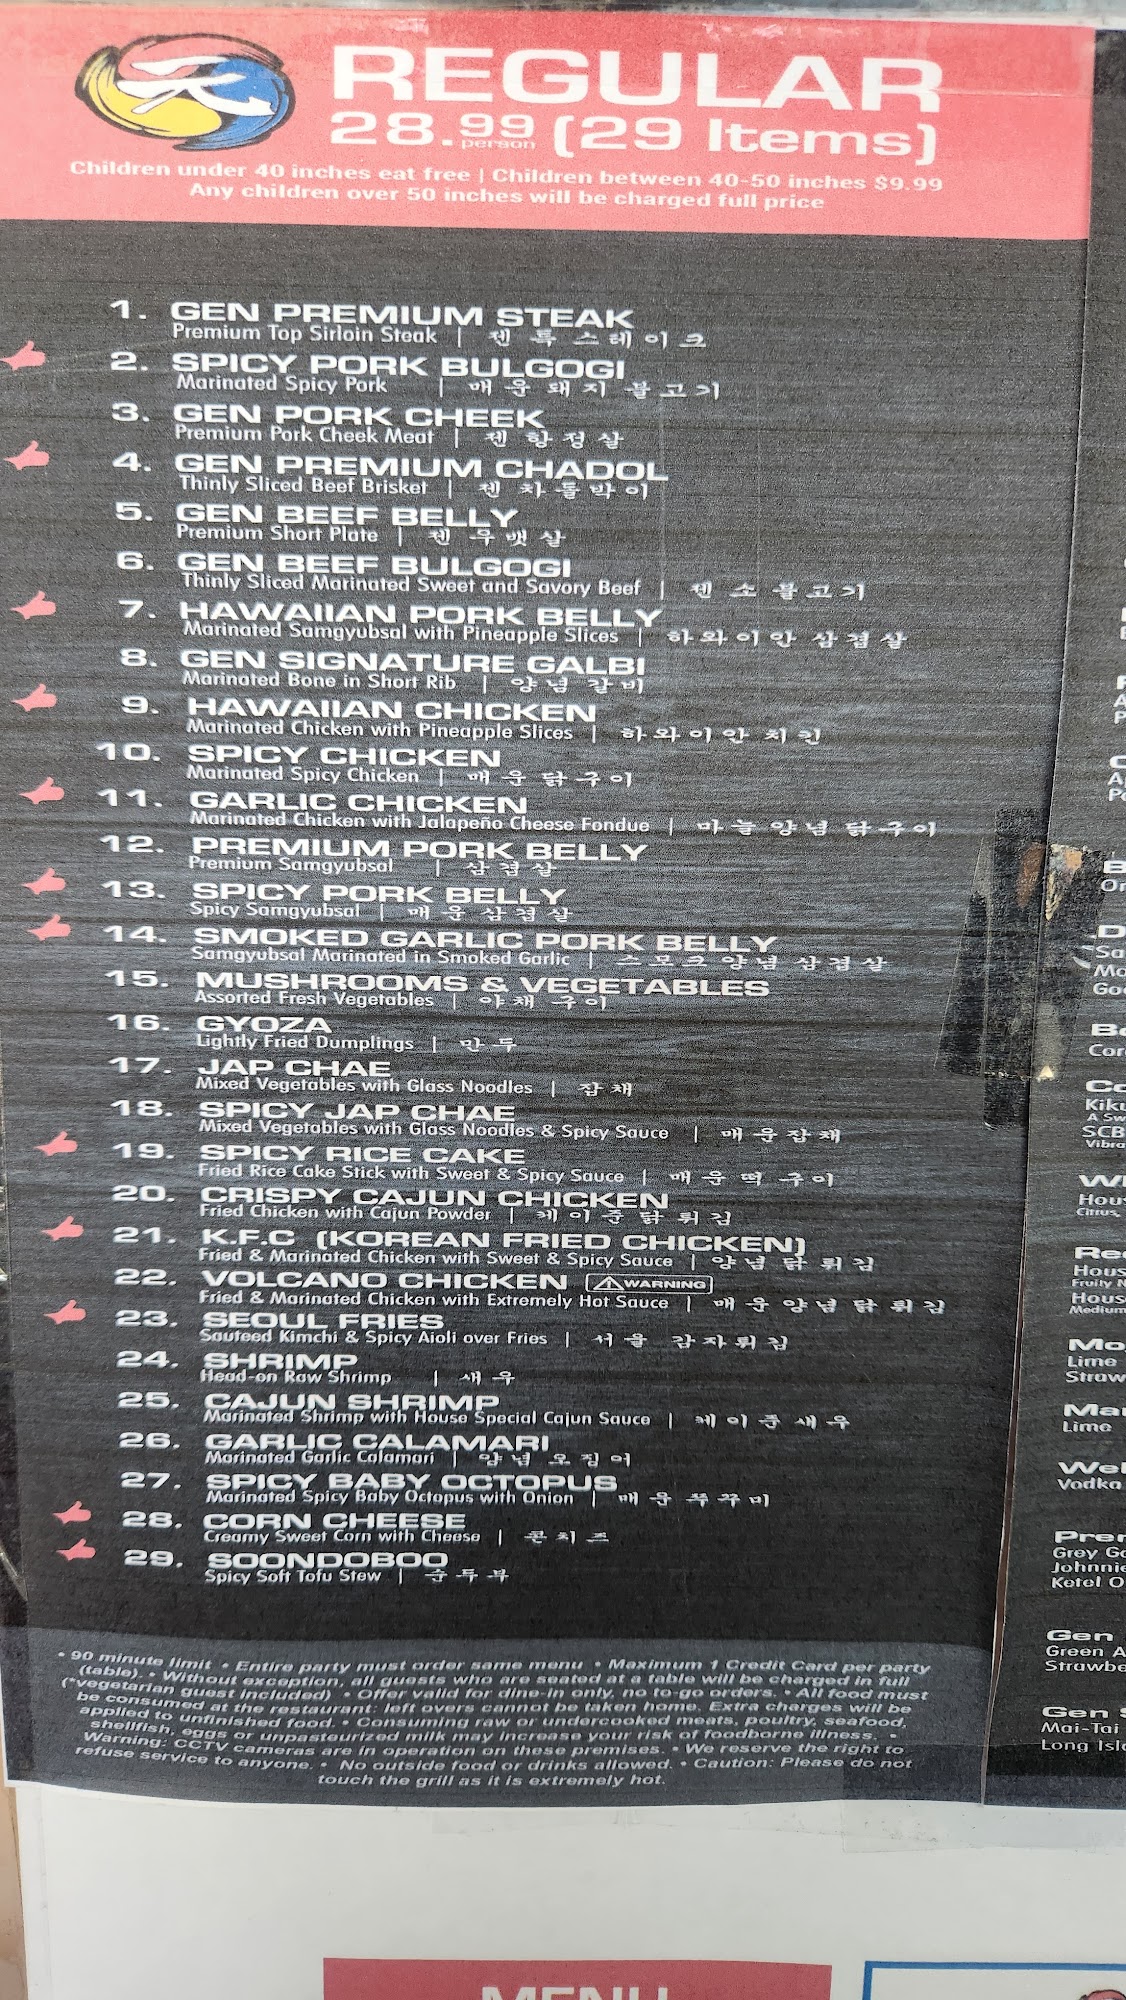 REGULAR
28.99 person (29 Items)
Children under 40 inches eat free | Children between 40-50 inches $9.99
Any children over 50 inches will be charged full price
1. GEN PREMIUM STEAK
Premium Top Sirloin Steak | 젠 특 스테이크
2. SPICY PORK BULGOGI
Marinated Spicy Pork | 매운돼지 불고기
3. GEN PORK CHEEK
Premium Pork Cheek Meat | 젠 항정살
4. GEN PREMIUM CHADOL
Thinly Sliced Beef Brisket | 젠 차돌박이
5. GEN BEEF BELLY
Premium Short Plate | 젠 우뱃살
6. GEN BEEF BULGOGI
Thinly Sliced Marinated Sweet and Savory Beef | 젠 소불고기
7. HAWAIIAN PORK BELLY
Marinated Samgyubsal with Pineapple Slices | 하와이안 삼겹살
8. GEN SIGNATURE GALBI
Marinated Bone in Short Rib | 양념 갈비
9. HAWAIIAN CHICKEN
Marinated Chicken with Pineapple Slices | 하와이안 치킨
10. SPICY CHICKEN
Marinated Spicy Chicken | 매운 닭구이
11. GARLIC CHICKEN
Marinated Chicken with Jalapeño Cheese Fondue | 마늘양념 닭구이
12. PREMIUM PORK BELLY
Premium Samgyubsal | 삼겹살
13. SPICY PORK BELLY
Spicy Samgyubsal | 매운삼겹살
14. SMOKED GARLIC PORK BELLY
Samgyubsal Marinated in Smoked Garlic | 스모크양념 삼겹살
15. MUSHROOMS & VEGETABLES
Assorted Fresh Vegetables | 야채 구이
16. GYOZA
Lightly Fried Dumplings | 만두
17. JAP CHAE
Mixed Vegetables with Glass Noodles | 잡채
18. SPICY JAP CHAE
Mixed Vegetables with Glass Noodles & Spicy Sauce | 매운잡채
19. SPICY RICE CAKE
Fried Rice Cake Stick with Sweet & Spicy Sauce | 매운떡 구이
20. CRISPY CAJUN CHICKEN
Fried Chicken with Cajun Powder | 케이준닭튀김
21. K.F.C (KOREAN FRIED CHICKEN)
Fried & Marinated Chicken with Sweet & Spicy Sauce | 양념 닭 튀김
22. VOLCANO CHICKEN WARNING
Fried & Marinated Chicken with Extremely Hot Sauce | 매운양념 닭 튀김
23. SEOUL FRIES
Sauteed Kimchi & Spicy Aioli over Fries | 서울 감자튀김
24. SHRIMP
Head-on Raw Shrimp | 새우
25. CAJUN SHRIMP
Marinated Shrimp with House Special Cajun Sauce | 케이준새우
26. GARLIC CALAMARI
Marinated Garlic Calamari | 양념 오징어
27. SPICY BABY OCTOPUS
Marinated Spicy Baby Octopus with Onion | 매운 쭈꾸미
28. CORN CHEESE
Creamy Sweet Corn with Cheese | 콘치즈
29. SOONDOBOO
Spicy Soft Tofu Stew | 순두부
• 90 minute limit • Entire party must order same menu • Maximum 1 Credit Card per party
(table). • Without exception, all guests who are seated at a table will be charged in full
(*vegetarian guest included) • Offer valid for dine-in only, no to-go orders. • All food must
be consumed at the restaurant: left overs cannot be taken home. Extra charges will be
applied to unfinished food. • Consuming raw or undercooked meats, poultry, seafood,
shellfish, eggs or unpasteurized milk may increase your risk of foodborne illness. •
Warning: CCTV cameras are in operation on these premises. • We reserve the right to
refuse service to anyone. • No outside food or drinks allowed. • Caution: Please do not
touch the grill as it is extremely hot.
Kiku
SCB
Lime
Straw
Lime
Vodka
Grey Go
Johnnie
Ketel O
Gen
Green A
Strawbe
Gen S
Mai-Tai
Long Isl
MENU